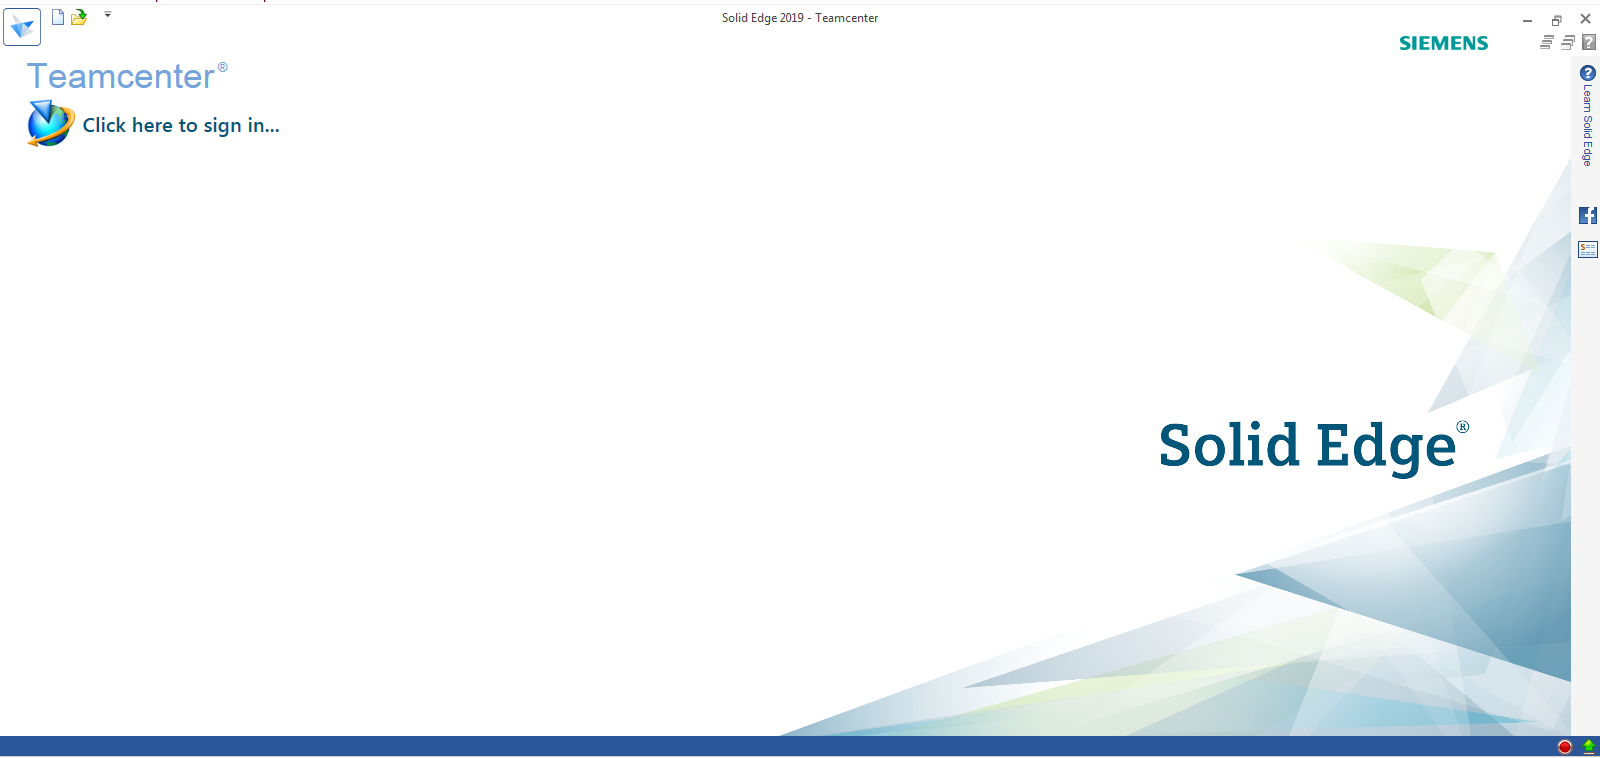 Solid Edge 2019 - Teamcenter
SIEMENS
Teamcenter®
Click here to sign in...
Learn Solid Edge
Solid Edge®